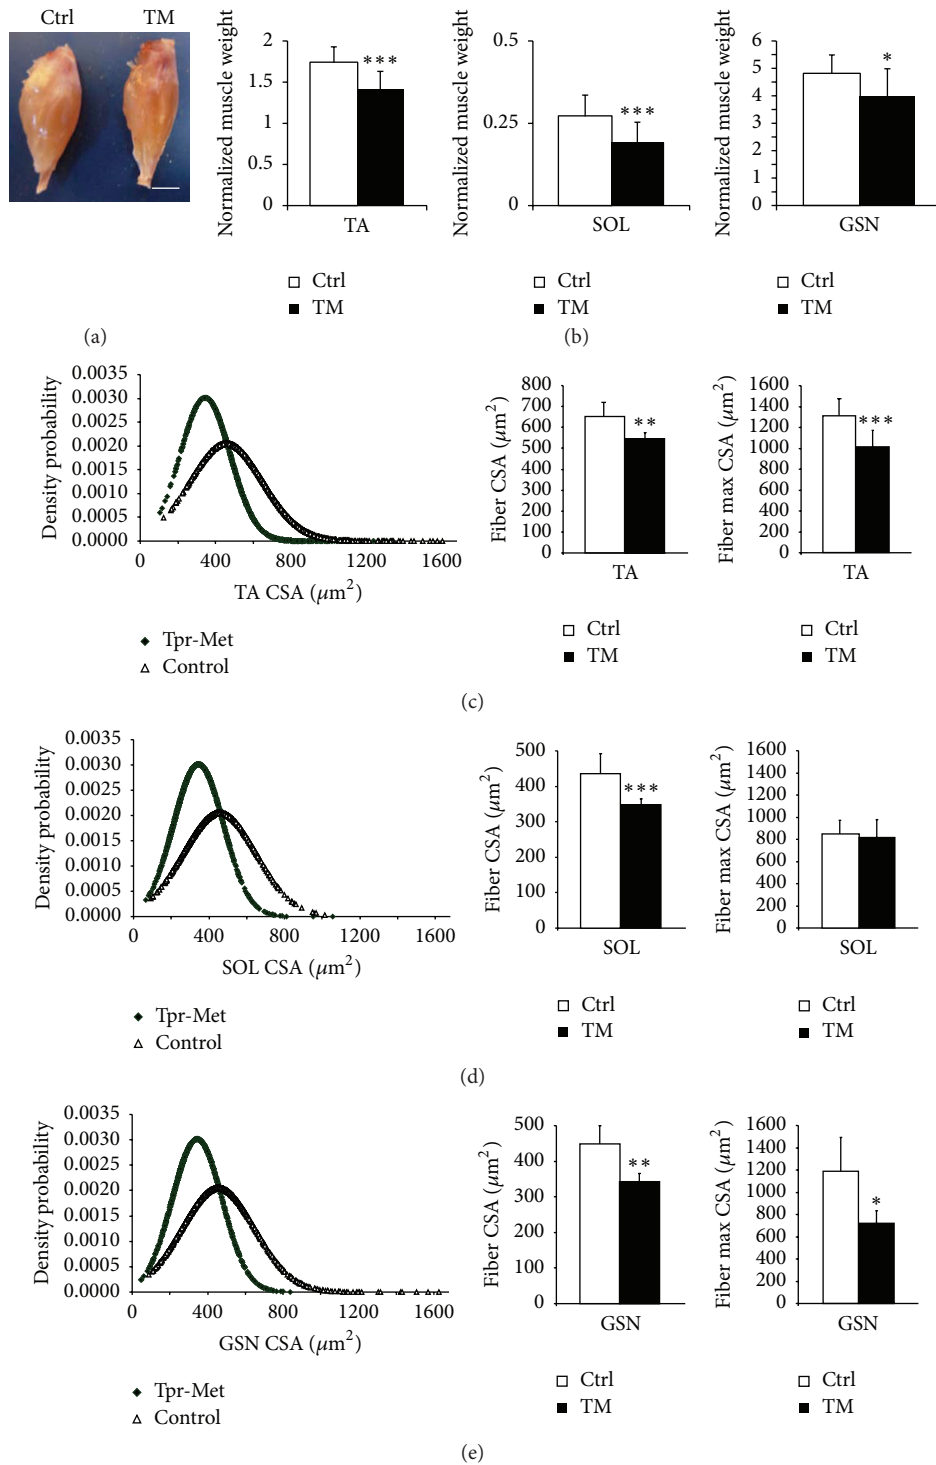 Ctrl TM
Normalized muscle weight
2
1.5
1
0.5
0
***
TA
Ctrl
TM
Normalized muscle weight
0.5
0.25
0
***
SOL
Ctrl
TM
Normalized muscle weight
6
5
4
3
2
1
0
*
GSN
Ctrl
TM
(a)
(b)
Density probability
0.0035
0.0030
0.0025
0.0020
0.0015
0.0010
0.0005
0.0000
0 400 800 1200 1600
TA CSA (μm²)
Tpr-Met
Control
Fiber CSA (μm²)
800
700
600
500
400
300
200
100
0
**
TA
Ctrl
TM
Fiber max CSA (μm²)
1600
1400
1200
1000
800
600
400
200
0
***
TA
Ctrl
TM
(c)
Density probability
0.0035
0.0030
0.0025
0.0020
0.0015
0.0010
0.0005
0.0000
0 400 800 1200 1600
SOL CSA (μm²)
Tpr-Met
Control
Fiber CSA (μm²)
500
400
300
200
100
0
***
SOL
Ctrl
TM
Fiber max CSA (μm²)
1600
1400
1200
1000
800
600
400
200
0
SOL
Ctrl
TM
(d)
Density probability
0.0035
0.0030
0.0025
0.0020
0.0015
0.0010
0.0005
0.0000
0 400 800 1200 1600
GSN CSA (μm²)
Tpr-Met
Control
Fiber CSA (μm²)
500
400
300
200
100
0
**
GSN
Ctrl
TM
Fiber max CSA (μm²)
1600
1400
1200
1000
800
600
400
200
0
*
GSN
Ctrl
TM
(e)